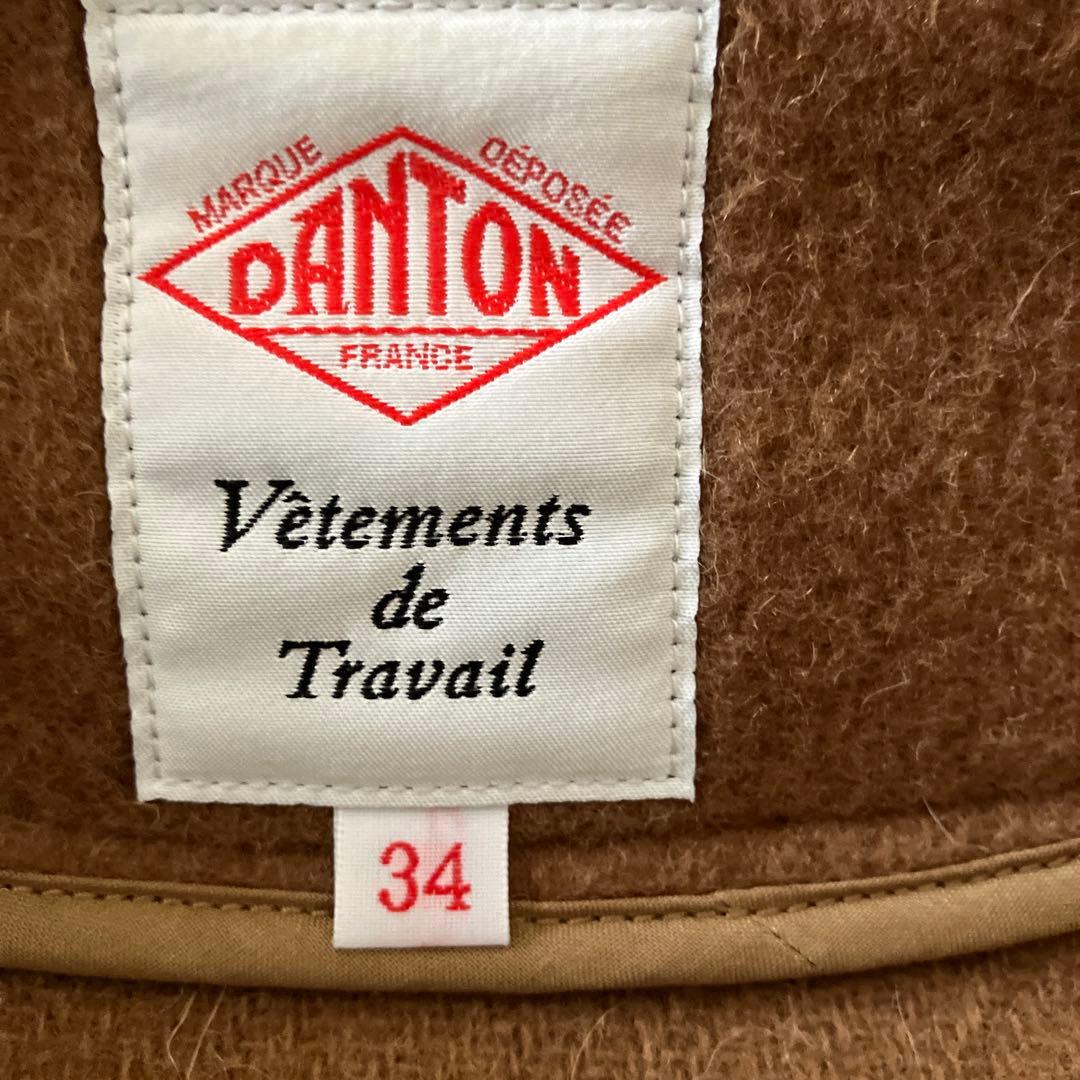 MARQUE DÉPOSÉE
DANTON
FRANCE
Vêtements
de
Travail
34